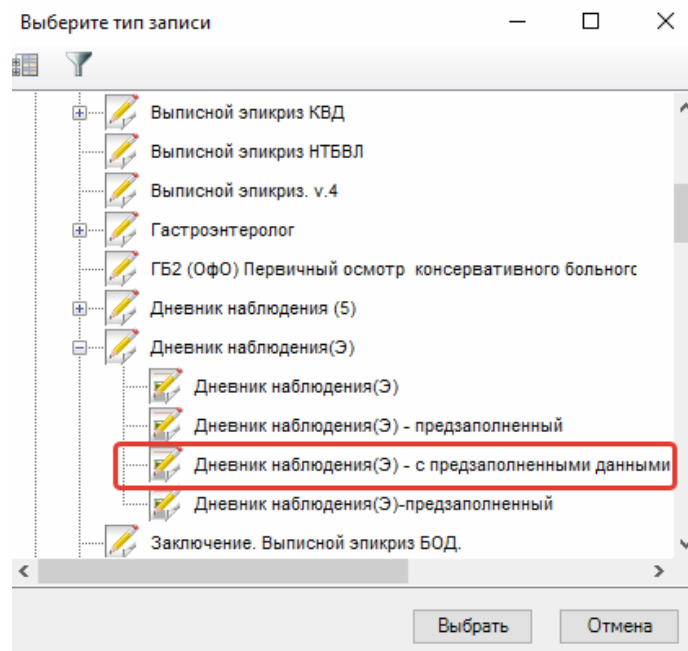 Выберите тип записи
Выписной эпикриз КВД
Выписной эпикриз НТБВЛ
Выписной эпикриз. v.4
Гастроэнтеролог
ГБ2 (ОфО) Первичный осмотр консервативного больного
Дневник наблюдения (5)
Дневник наблюдения(Э)
Дневник наблюдения(Э)
Дневник наблюдения(Э) - предзаполненный
Дневник наблюдения(Э) - с предзаполненными данными
Дневник наблюдения(Э)-предзаполненный
Заключение. Выписной эпикриз БОД.
Выбрать Отмена